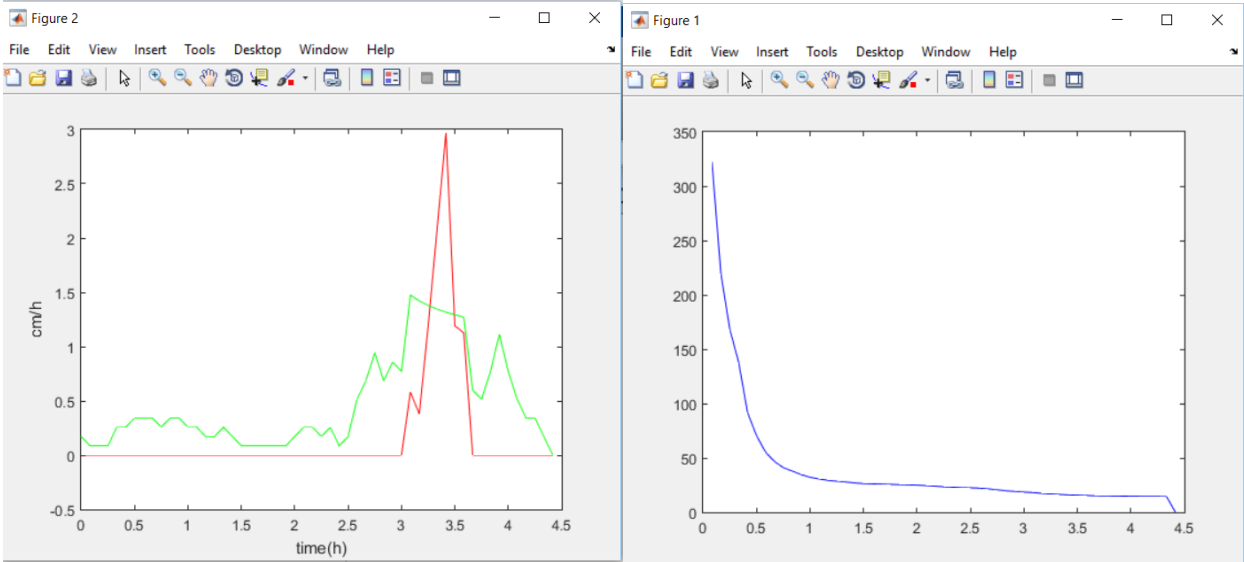 Figure 2
File Edit View Insert Tools Desktop Window Help
3
2.5
2
1.5
1
0.5
0
-0.5
cm/h
0 0.5 1 1.5 2 2.5 3 3.5 4 4.5
time(h)
Figure 1
File Edit View Insert Tools Desktop Window Help
350
300
250
200
150
100
50
0
0 0.5 1 1.5 2 2.5 3 3.5 4 4.5